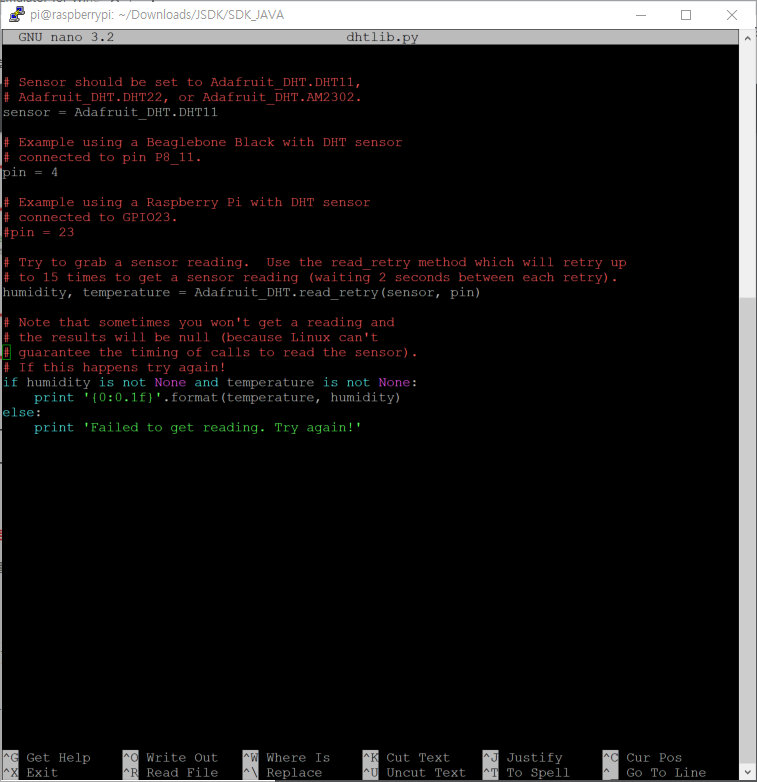 pi@raspberrypi: ~/Downloads/JSDK/SDK_JAVA
GNU nano 3.2 dhtlib.py
# Sensor should be set to Adafruit_DHT.DHT11,
# Adafruit_DHT.DHT22, or Adafruit_DHT.AM2302.
sensor = Adafruit_DHT.DHT11
# Example using a Beaglebone Black with DHT sensor
# connected to pin P8_11.
pin = 4
# Example using a Raspberry Pi with DHT sensor
# connected to GPIO23.
#pin = 23
# Try to grab a sensor reading.  Use the read_retry method which will retry up
# to 15 times to get a sensor reading (waiting 2 seconds between each retry).
humidity, temperature = Adafruit_DHT.read_retry(sensor, pin)
# Note that sometimes you won't get a reading and
# the results will be null (because Linux can't
# guarantee the timing of calls to read the sensor).
# If this happens try again!
if humidity is not None and temperature is not None:
    print '{0:0.1f}'.format(temperature, humidity)
else:
    print 'Failed to get reading. Try again!'
^G Get Help ^O Write Out ^W Where Is ^K Cut Text ^J Justify ^C Cur Pos
^X Exit ^R Read File ^\ Replace ^U Uncut Text ^T To Spell ^_ Go To Line